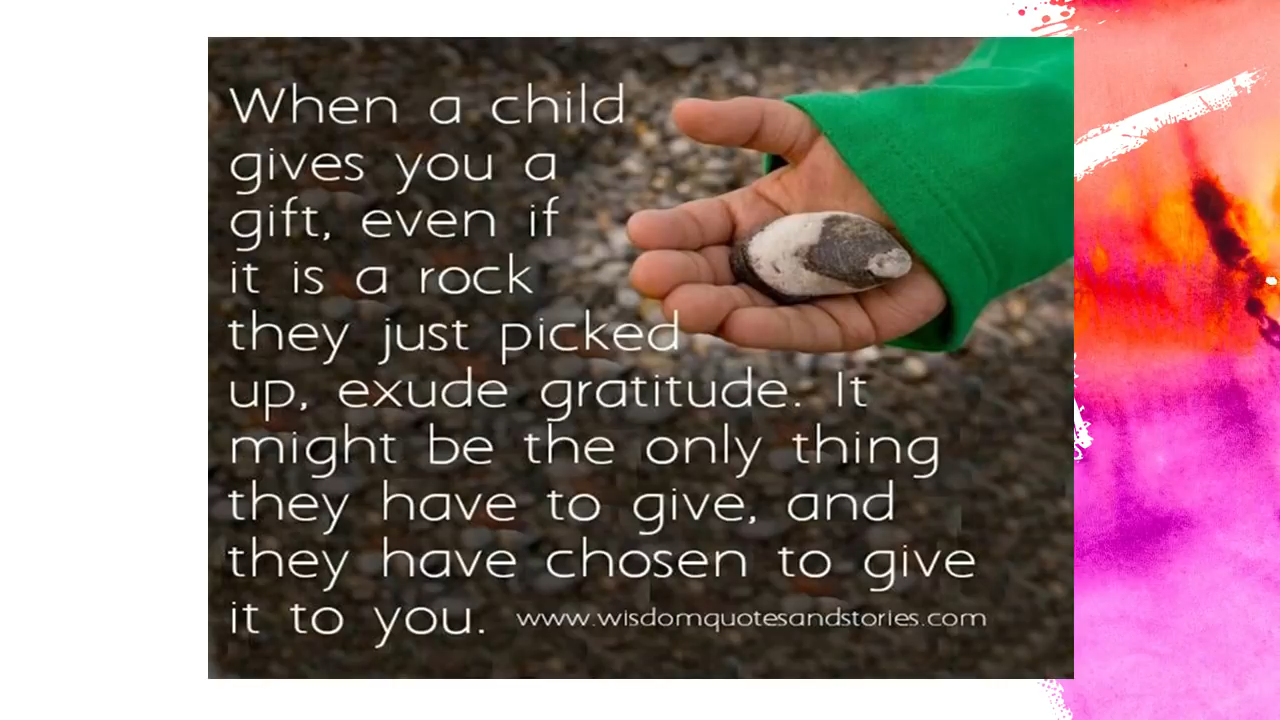 When a child
gives you a
gift, even if
it is a rock
they just picked
up, exude gratitude. It
might be the only thing
they have to give, and
they have chosen to give
it to you. www.wisdomquotesandstories.com